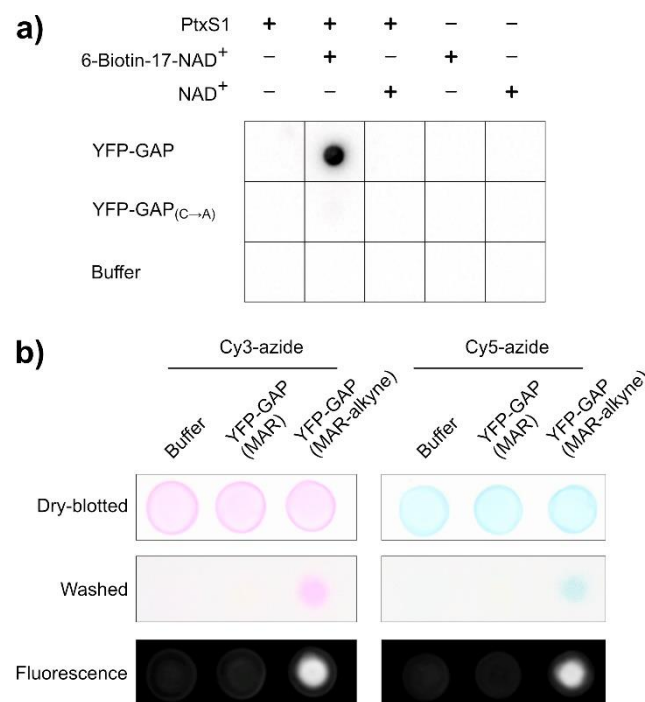 a)
PtxS1 + + + − −
6-Biotin-17-NAD⁺ − + − + −
NAD⁺ − − + − +
YFP-GAP
YFP-GAP(C→A)
Buffer
b)
Cy3-azide Cy5-azide
Buffer YFP-GAP (MAR) YFP-GAP (MAR-alkyne) Buffer YFP-GAP (MAR) YFP-GAP (MAR-alkyne)
Dry-blotted
Washed
Fluorescence